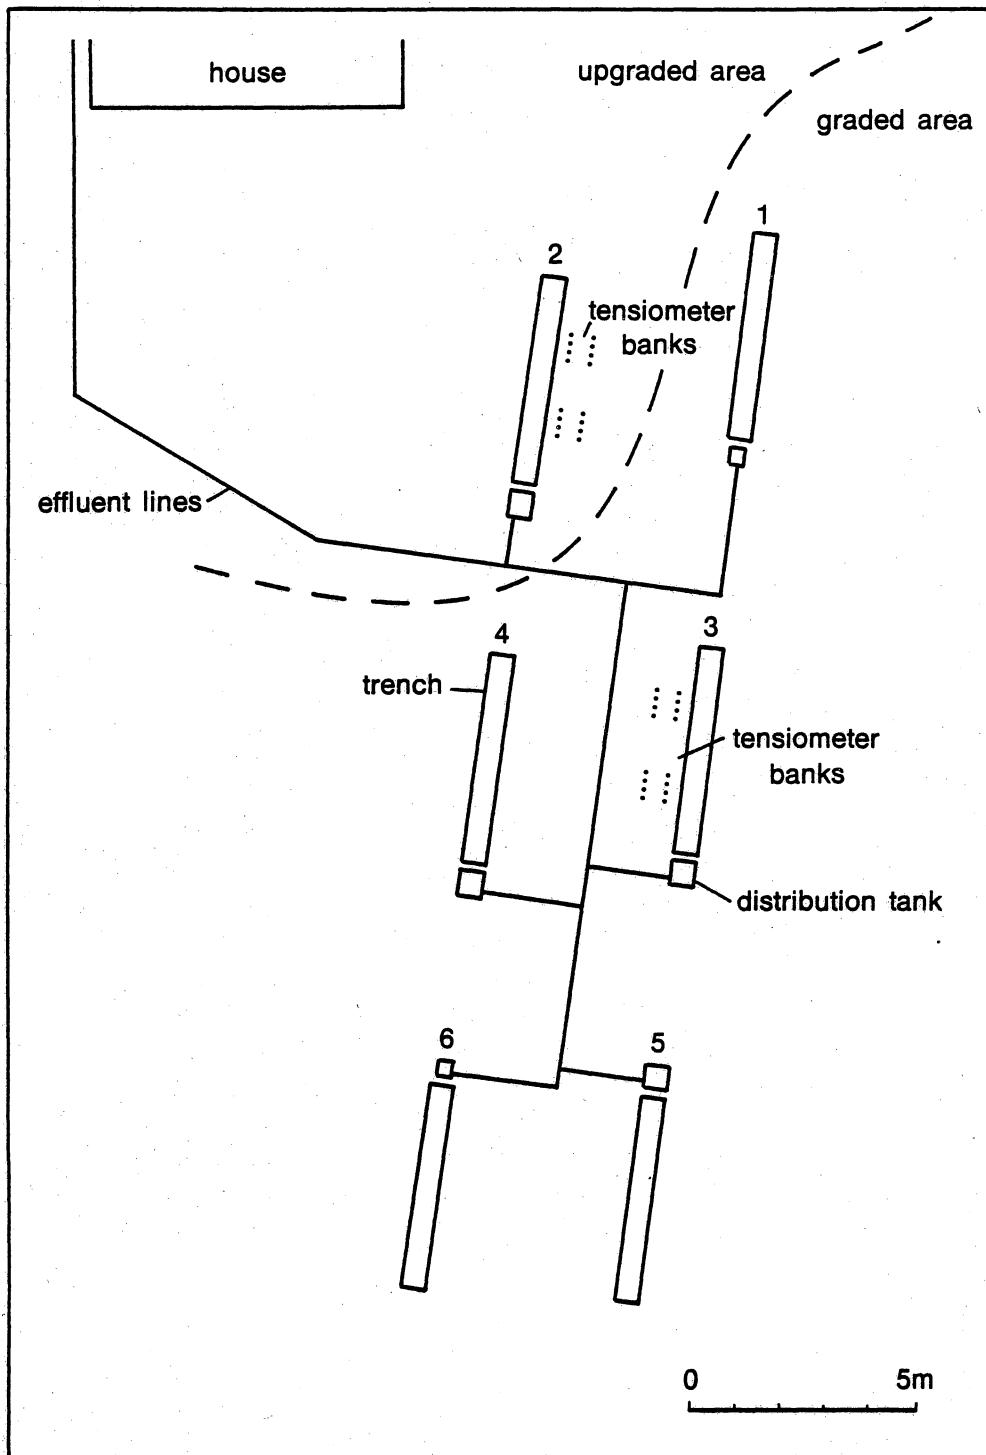 house
upgraded area
graded area
1
2
tensiometer
banks
effluent lines
4
3
trench
tensiometer
banks
distribution tank
6
5
0 5m